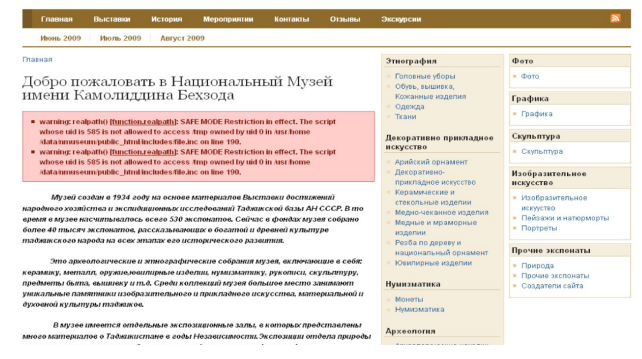 Главная Выставки История Мероприятия Контакты Отзывы Экскурсии
Июнь 2009 Июль 2009 Август 2009
Главная
Добро пожаловать в Национальный Музей
имени Камолиддина Бехзода
warning: realpath() [function.realpath]: SAFE MODE Restriction in effect. The script
whose uid is 585 is not allowed to access /tmp owned by uid 0 in /usr/home
/data/nmuseum/public_html/includes/file.inc on line 190.
warning: realpath() [function.realpath]: SAFE MODE Restriction in effect. The script
whose uid is 585 is not allowed to access /tmp owned by uid 0 in /usr/home
/data/nmuseum/public_html/includes/file.inc on line 190.
Музей создан в 1934 году на основе материалов Выставки достижений
народного хозяйства и экспедиционных исследований Таджикской базы АН СССР. В то
время в музее насчитывалось всего 530 экспонатов. Сейчас в фондах музея собрано
более 40 тысяч экспонатов, рассказывающих о богатой и древней культуре
таджикского народа на всех этапах его исторического развития.
Это археологические и этнографические собрания музея, включающие в себя:
керамику, металл, оружие,ювилирные изделии, нумизматику, рукописи, скульптуру,
предметы быта, вышивку и т.д. Среди коллекций музея большое место занимают
уникальные памятники изобразительного и прикладного искусства, материальной и
духовной культуры таджиков.
В музее имеется отдельные экспозиционные залы, в которых представлены
много материалов о Таджикистане в годы Независимости. Экспозиции отдела природы
Этнография
Головные уборы
Обувь, вышивка,
Кожанные изделия
Одежда
Ткани
Декоративно прикладное
искусство
Арийский орнамент
Декоративно-
прикладное искусство
Керамические и
стекольные изделии
Медно-чеканное изделия
Медные и мраморные
изделии
Резба по дереву и
национальный орнамент
Ювилирные изделии
Нумизматика
Монеты
Нумизматика
Археология
Фото
Фото
Графика
Графика
Скульптура
Скульптура
Изобразительное
искусство
Изобразительное
искуство
Пейзажи и натюрморты
Портреты
Прочие экспонаты
Природа
Прочие экспонаты
Создатели сайта